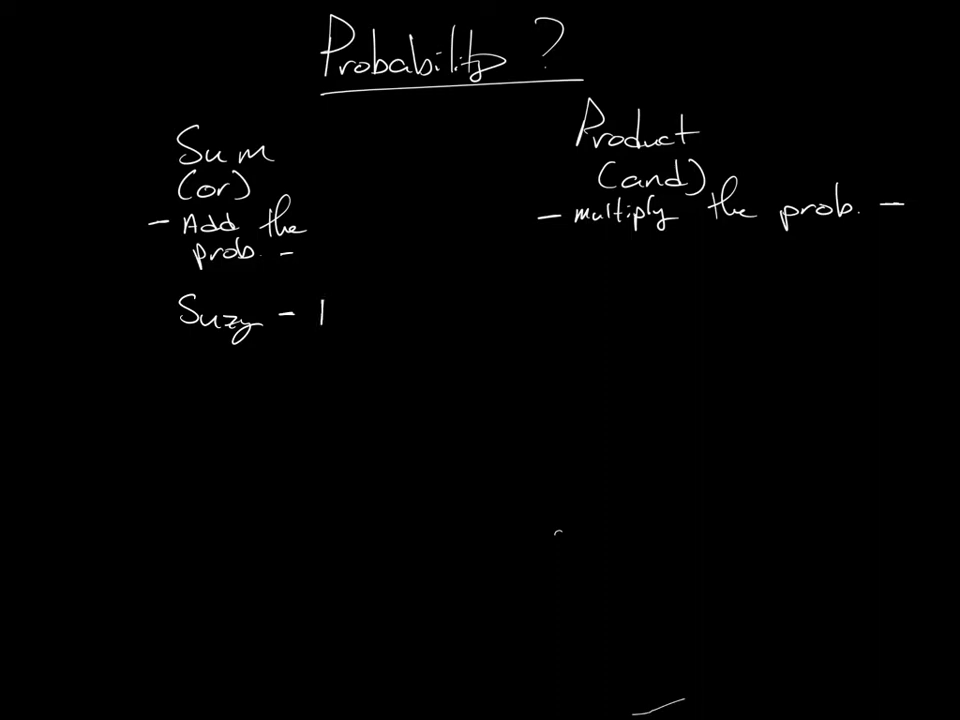 Probability ?
Sum
(or)
- Add the
prob. -
Suzy - 1
Product
(and)
- multiply the prob. -